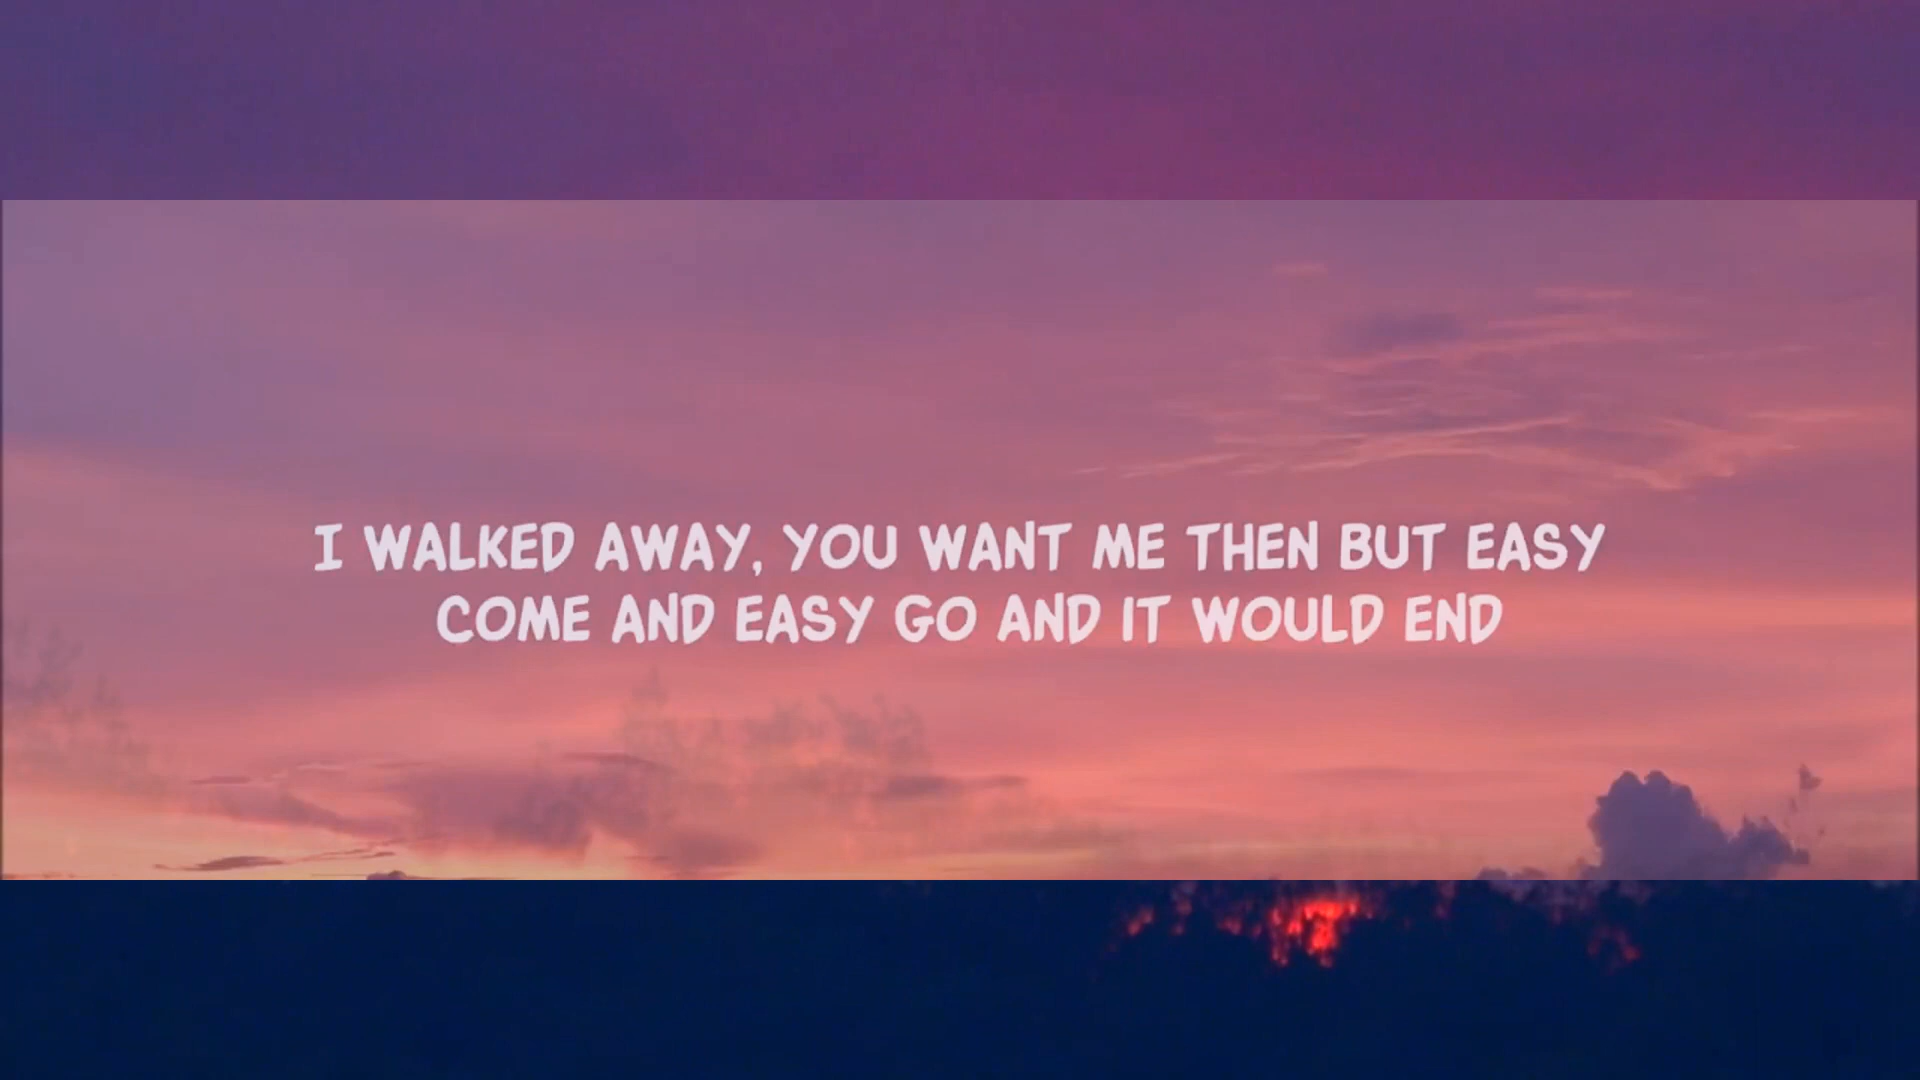 I WALKED AWAY, YOU WANT ME THEN BUT EASY
COME AND EASY GO AND IT WOULD END